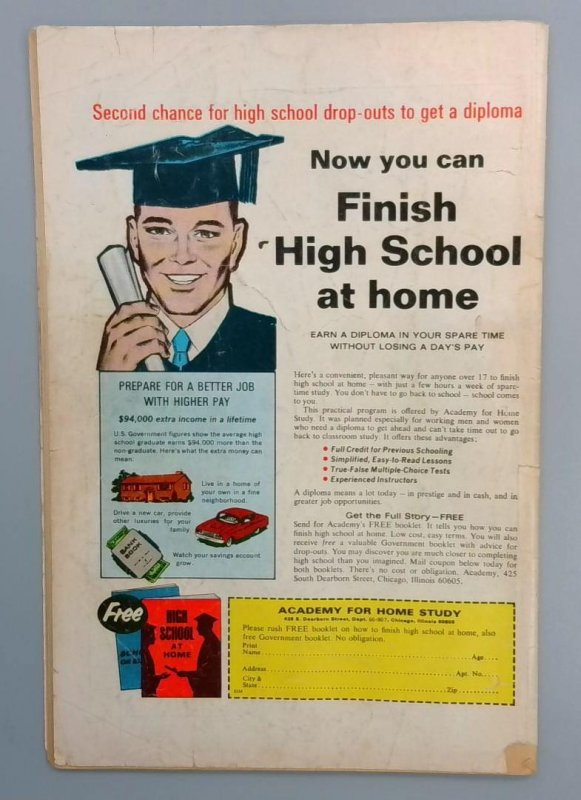 Second chance for high school drop-outs to get a diploma
Now you can
Finish
High School
at home
EARN A DIPLOMA IN YOUR SPARE TIME
WITHOUT LOSING A DAY'S PAY
PREPARE FOR A BETTER JOB
WITH HIGHER PAY
$94,000 extra income in a lifetime
U.S. Government figures show the average high
school graduate earns $94,000 more than the
non-graduate. Here's what the extra money can
mean.
Live in a home of
your own in a fine
neighborhood.
Drive a new car, provide
other luxuries for your
family.
BANK
BOOK
Watch your savings account
grow.
Here's a convenient, pleasant way for anyone over 17 to finish
high school at home – with just a few hours a week of spare-
time study. You don't have to go back to school – school comes
to you.
This practical program is offered by Academy for Home
Study. It was planned especially for working men and women
who need a diploma to get ahead and can't take time out to go
back to classroom study. It offers these advantages:
• Full Credit for Previous Schooling
• Simplified, Easy-to-Read Lessons
• True-False Multiple-Choice Tests
• Experienced Instructors
A diploma means a lot today – in prestige and in cash, and in
greater job opportunities.
Get the Full Story—FREE
Send for Academy's FREE booklet. It tells you how you can
finish high school at home. Low cost, easy terms. You will also
receive free a valuable Government booklet with advice for
drop-outs. You may discover you are much closer to completing
high school than you imagined. Mail coupon below today for
both booklets. There's no cost or obligation. Academy, 425
South Dearborn Street, Chicago, Illinois 60605.
Free
HIGH
SCHOOL
AT
HOME
ACADEMY FOR HOME STUDY
425 S. Dearborn Street, Dept. Chicago, Illinois 60605
Please rush FREE booklet on how to finish high school at home, also
free Government booklet. No obligation.
Print
Name Age
Address Apt. No.
City &
State Zip